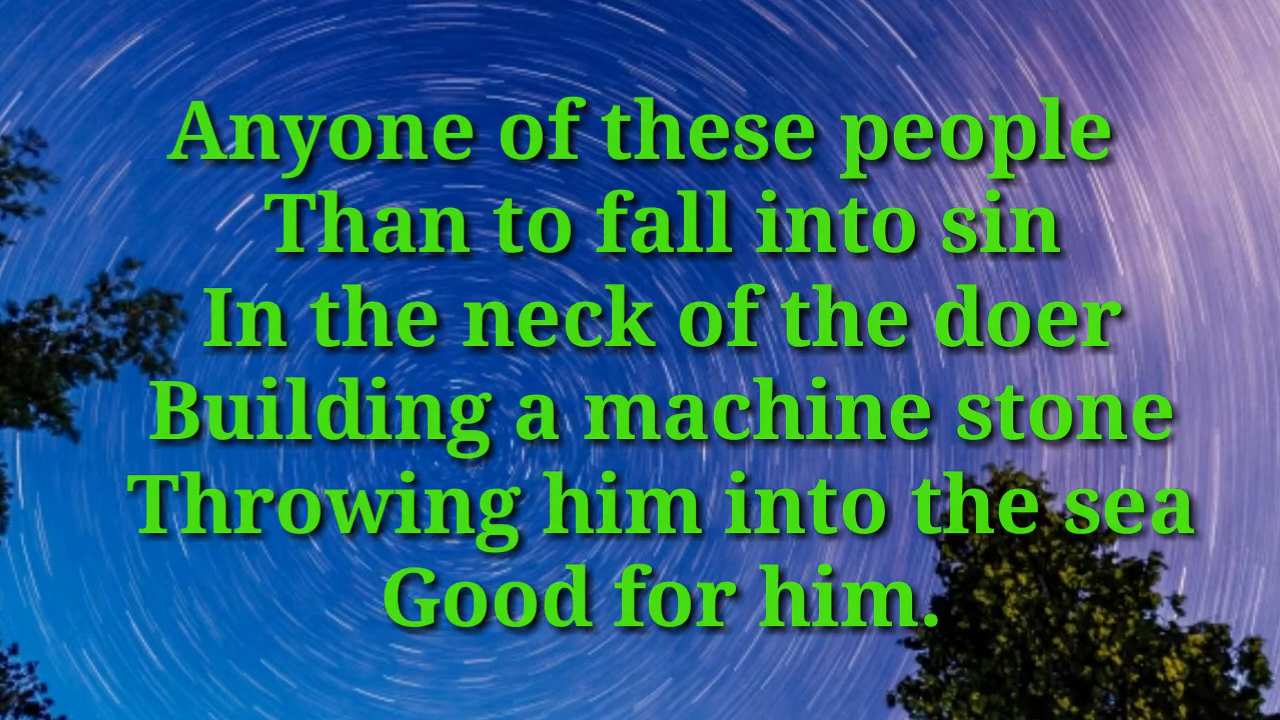 Anyone of these people
Than to fall into sin
In the neck of the doer
Building a machine stone
Throwing him into the sea
Good for him.